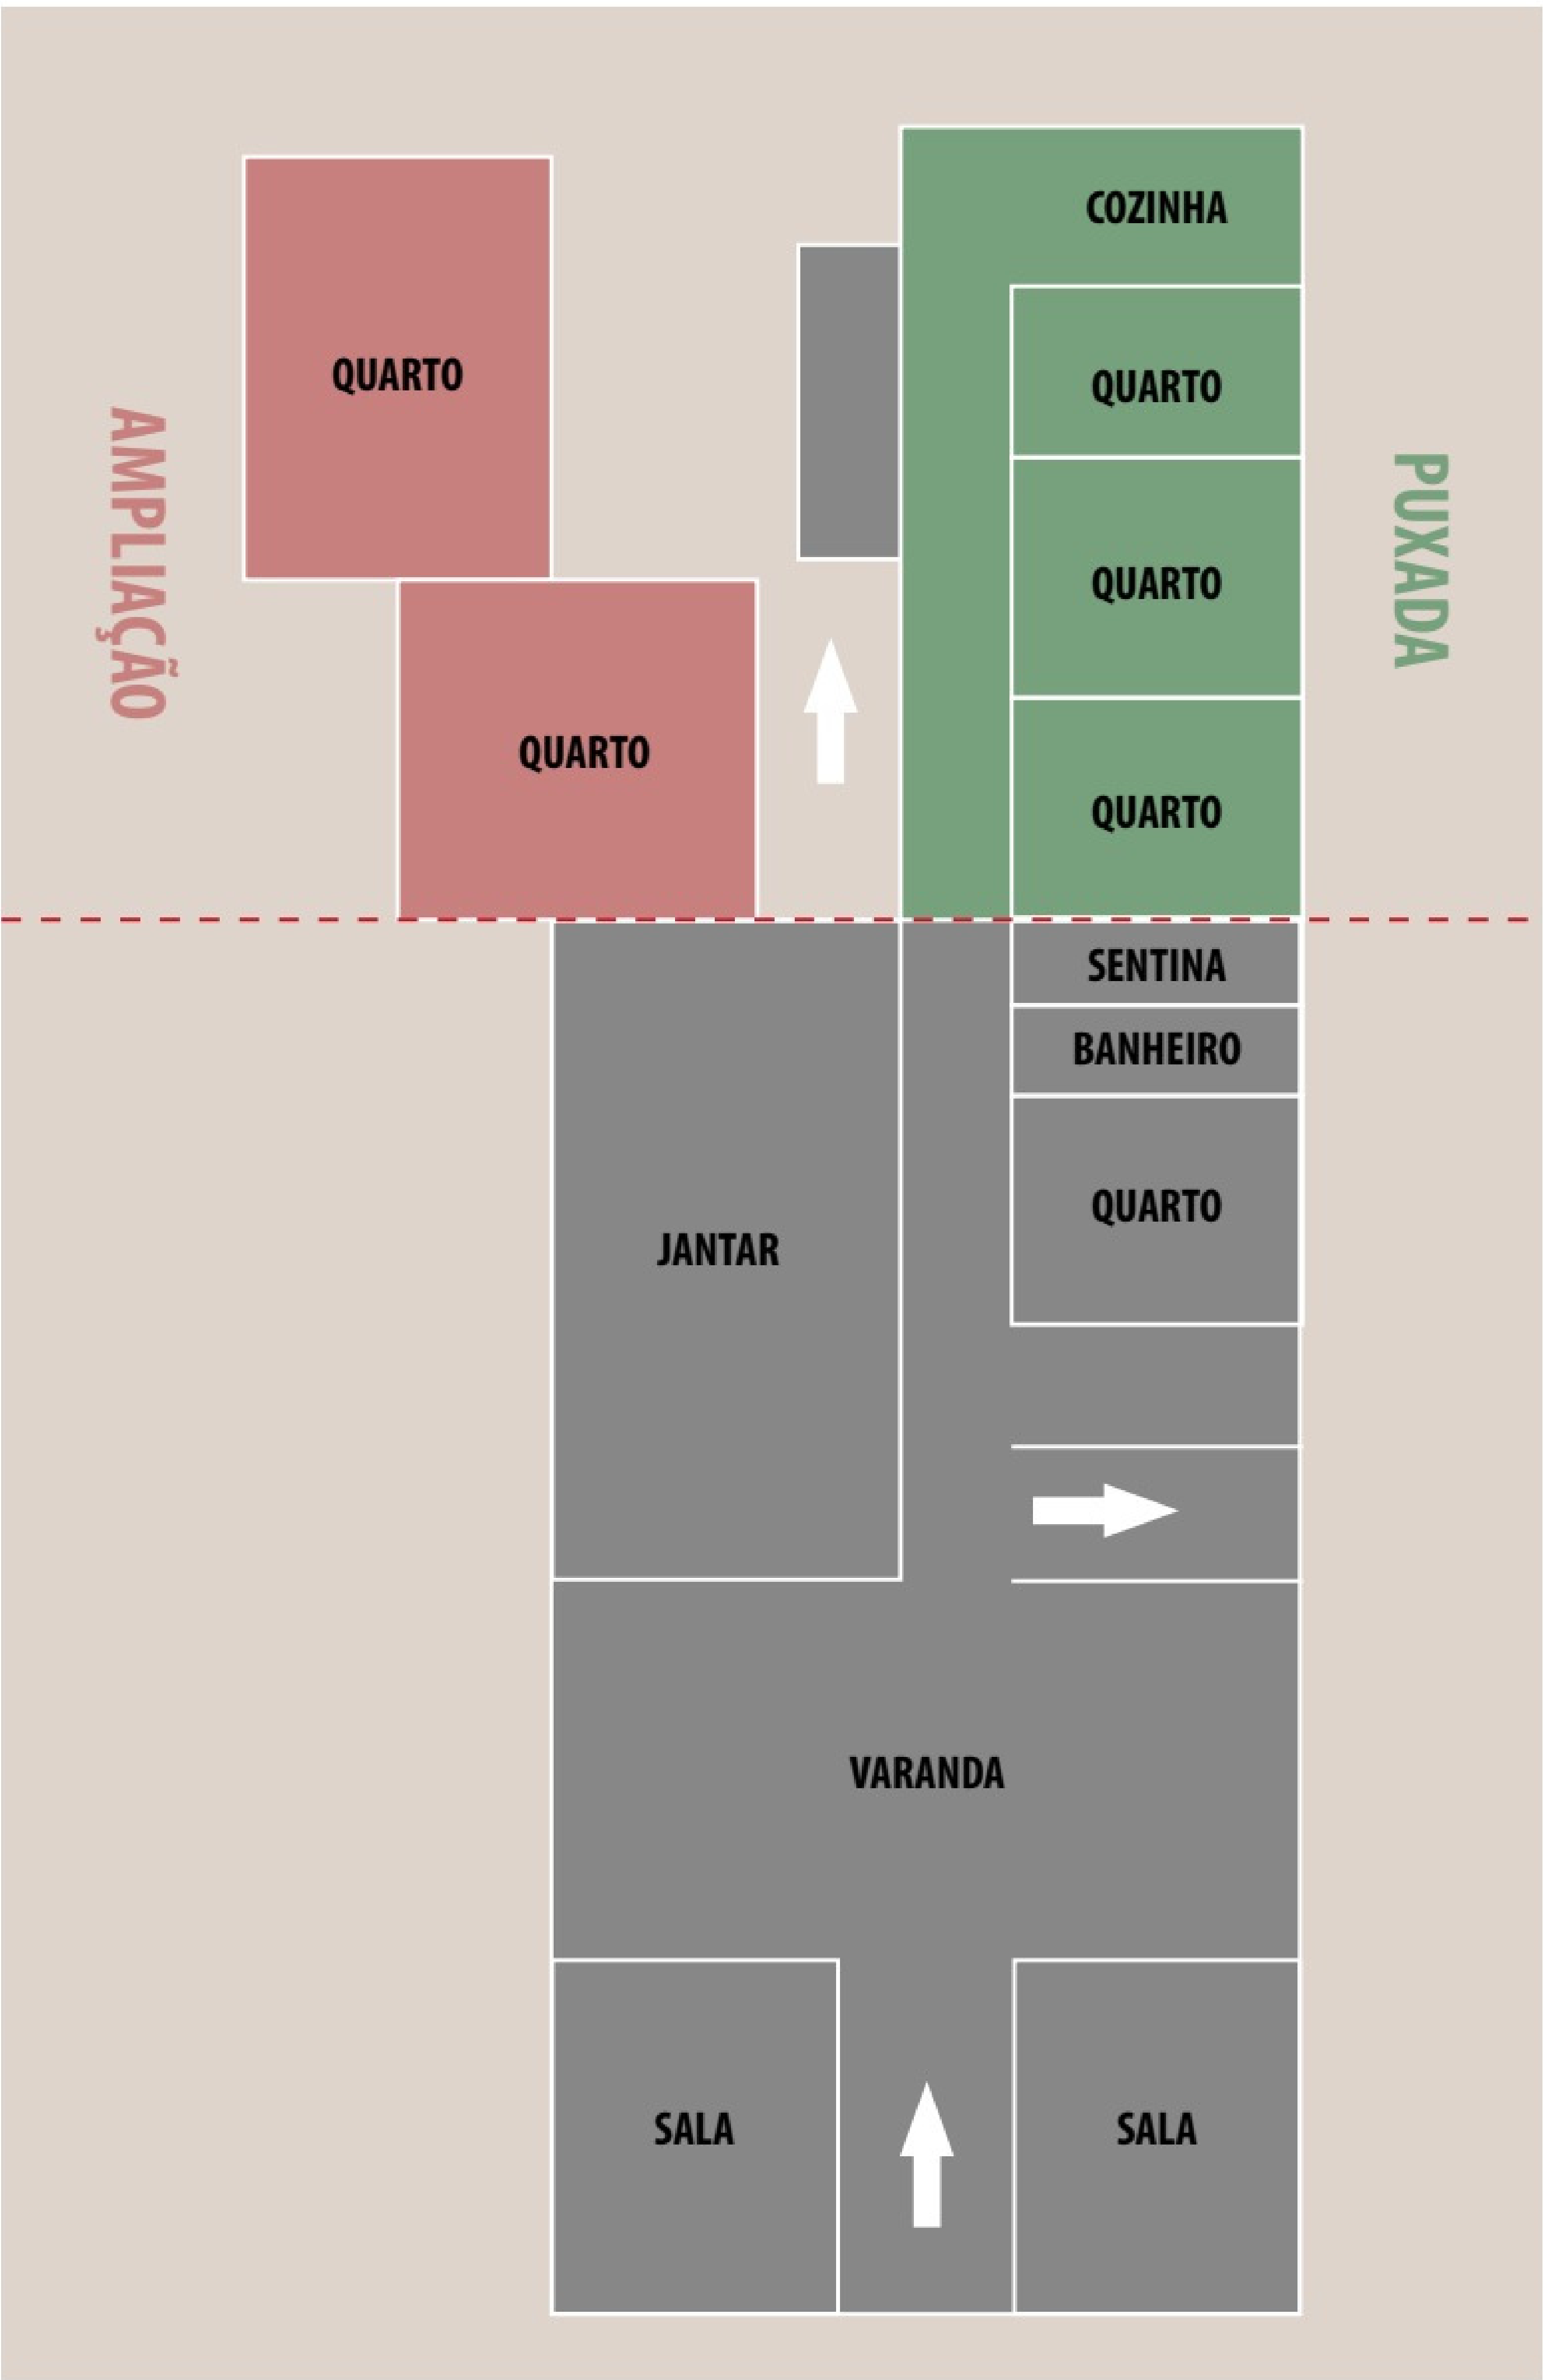 COZINHA
QUARTO
QUARTO
AMPLIAÇÃO
PUXADA
QUARTO
QUARTO
QUARTO
SENTINA
BANHEIRO
QUARTO
JANTAR
VARANDA
SALA
SALA